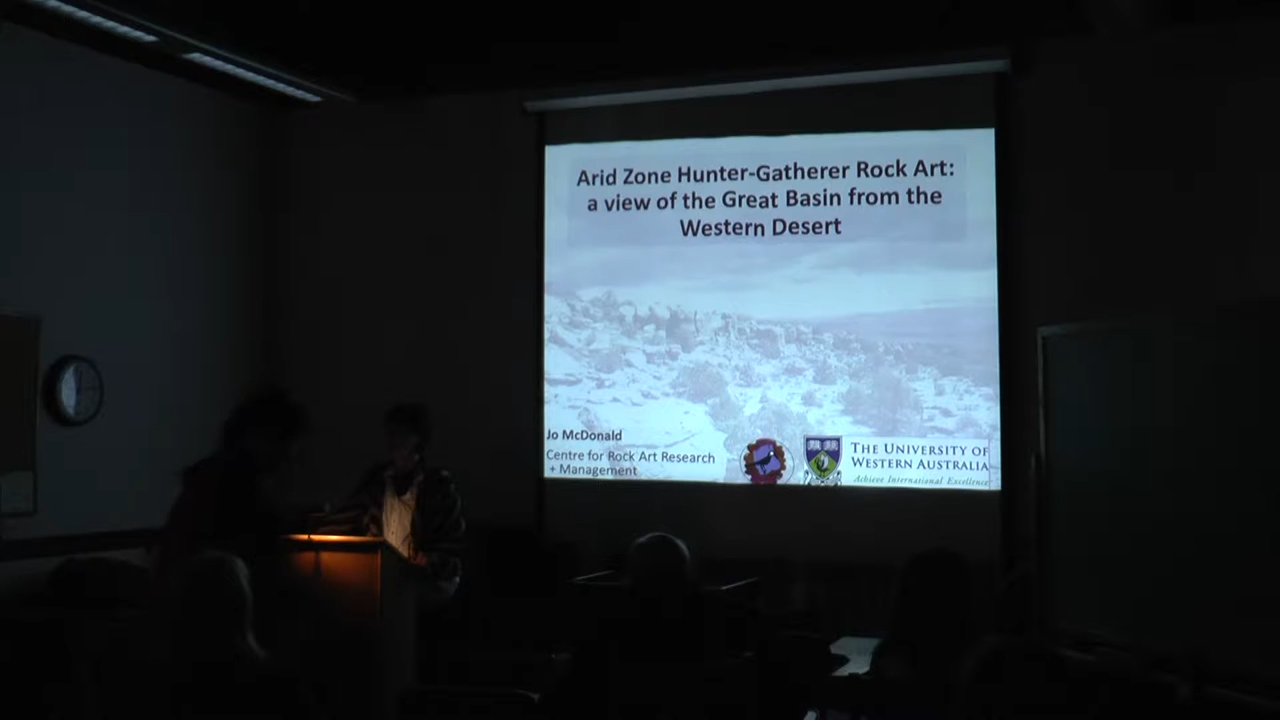 Arid Zone Hunter-Gatherer Rock Art:
a view of the Great Basin from the
Western Desert
Jo McDonald
Centre for Rock Art Research
+ Management
THE UNIVERSITY OF
WESTERN AUSTRALIA
Achieve International Excellence